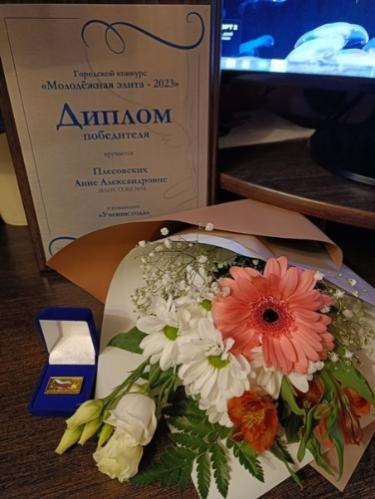 Городской конкурс
«Молодёжная элита - 2023»
Диплом
победителя
вручается
Плесовских
Анне Александровне
в номинации
«Ученик года»